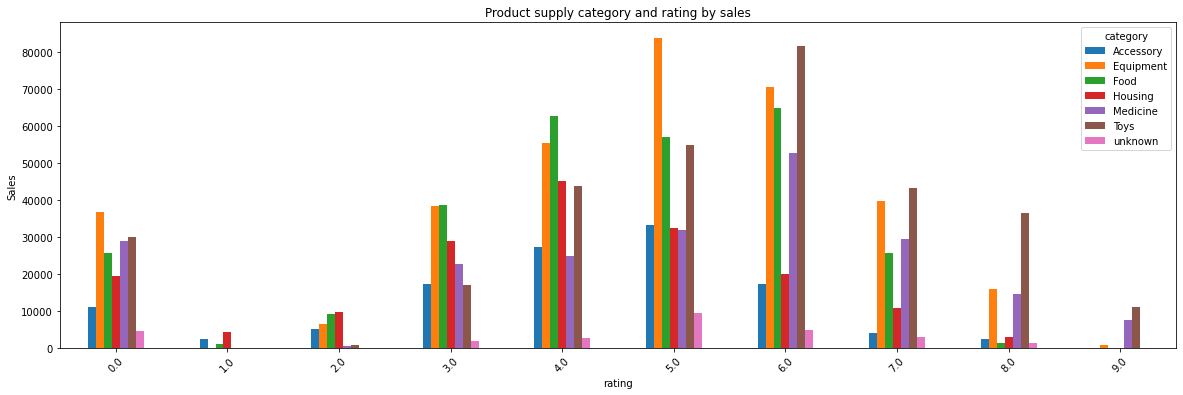 Product supply category and rating by sales
category
Accessory
Equipment
Food
Housing
Medicine
Toys
unknown
Sales
80000
70000
60000
50000
40000
30000
20000
10000
0
0.0
1.0
2.0
3.0
4.0
5.0
6.0
7.0
8.0
9.0
rating